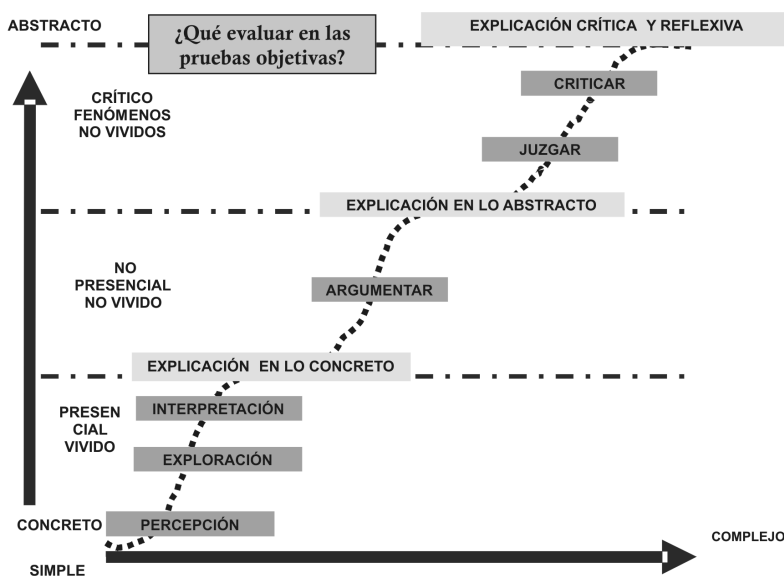 ABSTRACTO
¿Qué evaluar en las
pruebas objetivas?
EXPLICACIÓN CRÍTICA Y REFLEXIVA
CRÍTICO
FENÓMENOS
NO VIVIDOS
CRITICAR
JUZGAR
EXPLICACIÓN EN LO ABSTRACTO
NO
PRESENCIAL
NO VIVIDO
ARGUMENTAR
EXPLICACIÓN EN LO CONCRETO
PRESEN
CIAL
VIVIDO
INTERPRETACIÓN
EXPLORACIÓN
CONCRETO
PERCEPCIÓN
COMPLEJO
SIMPLE